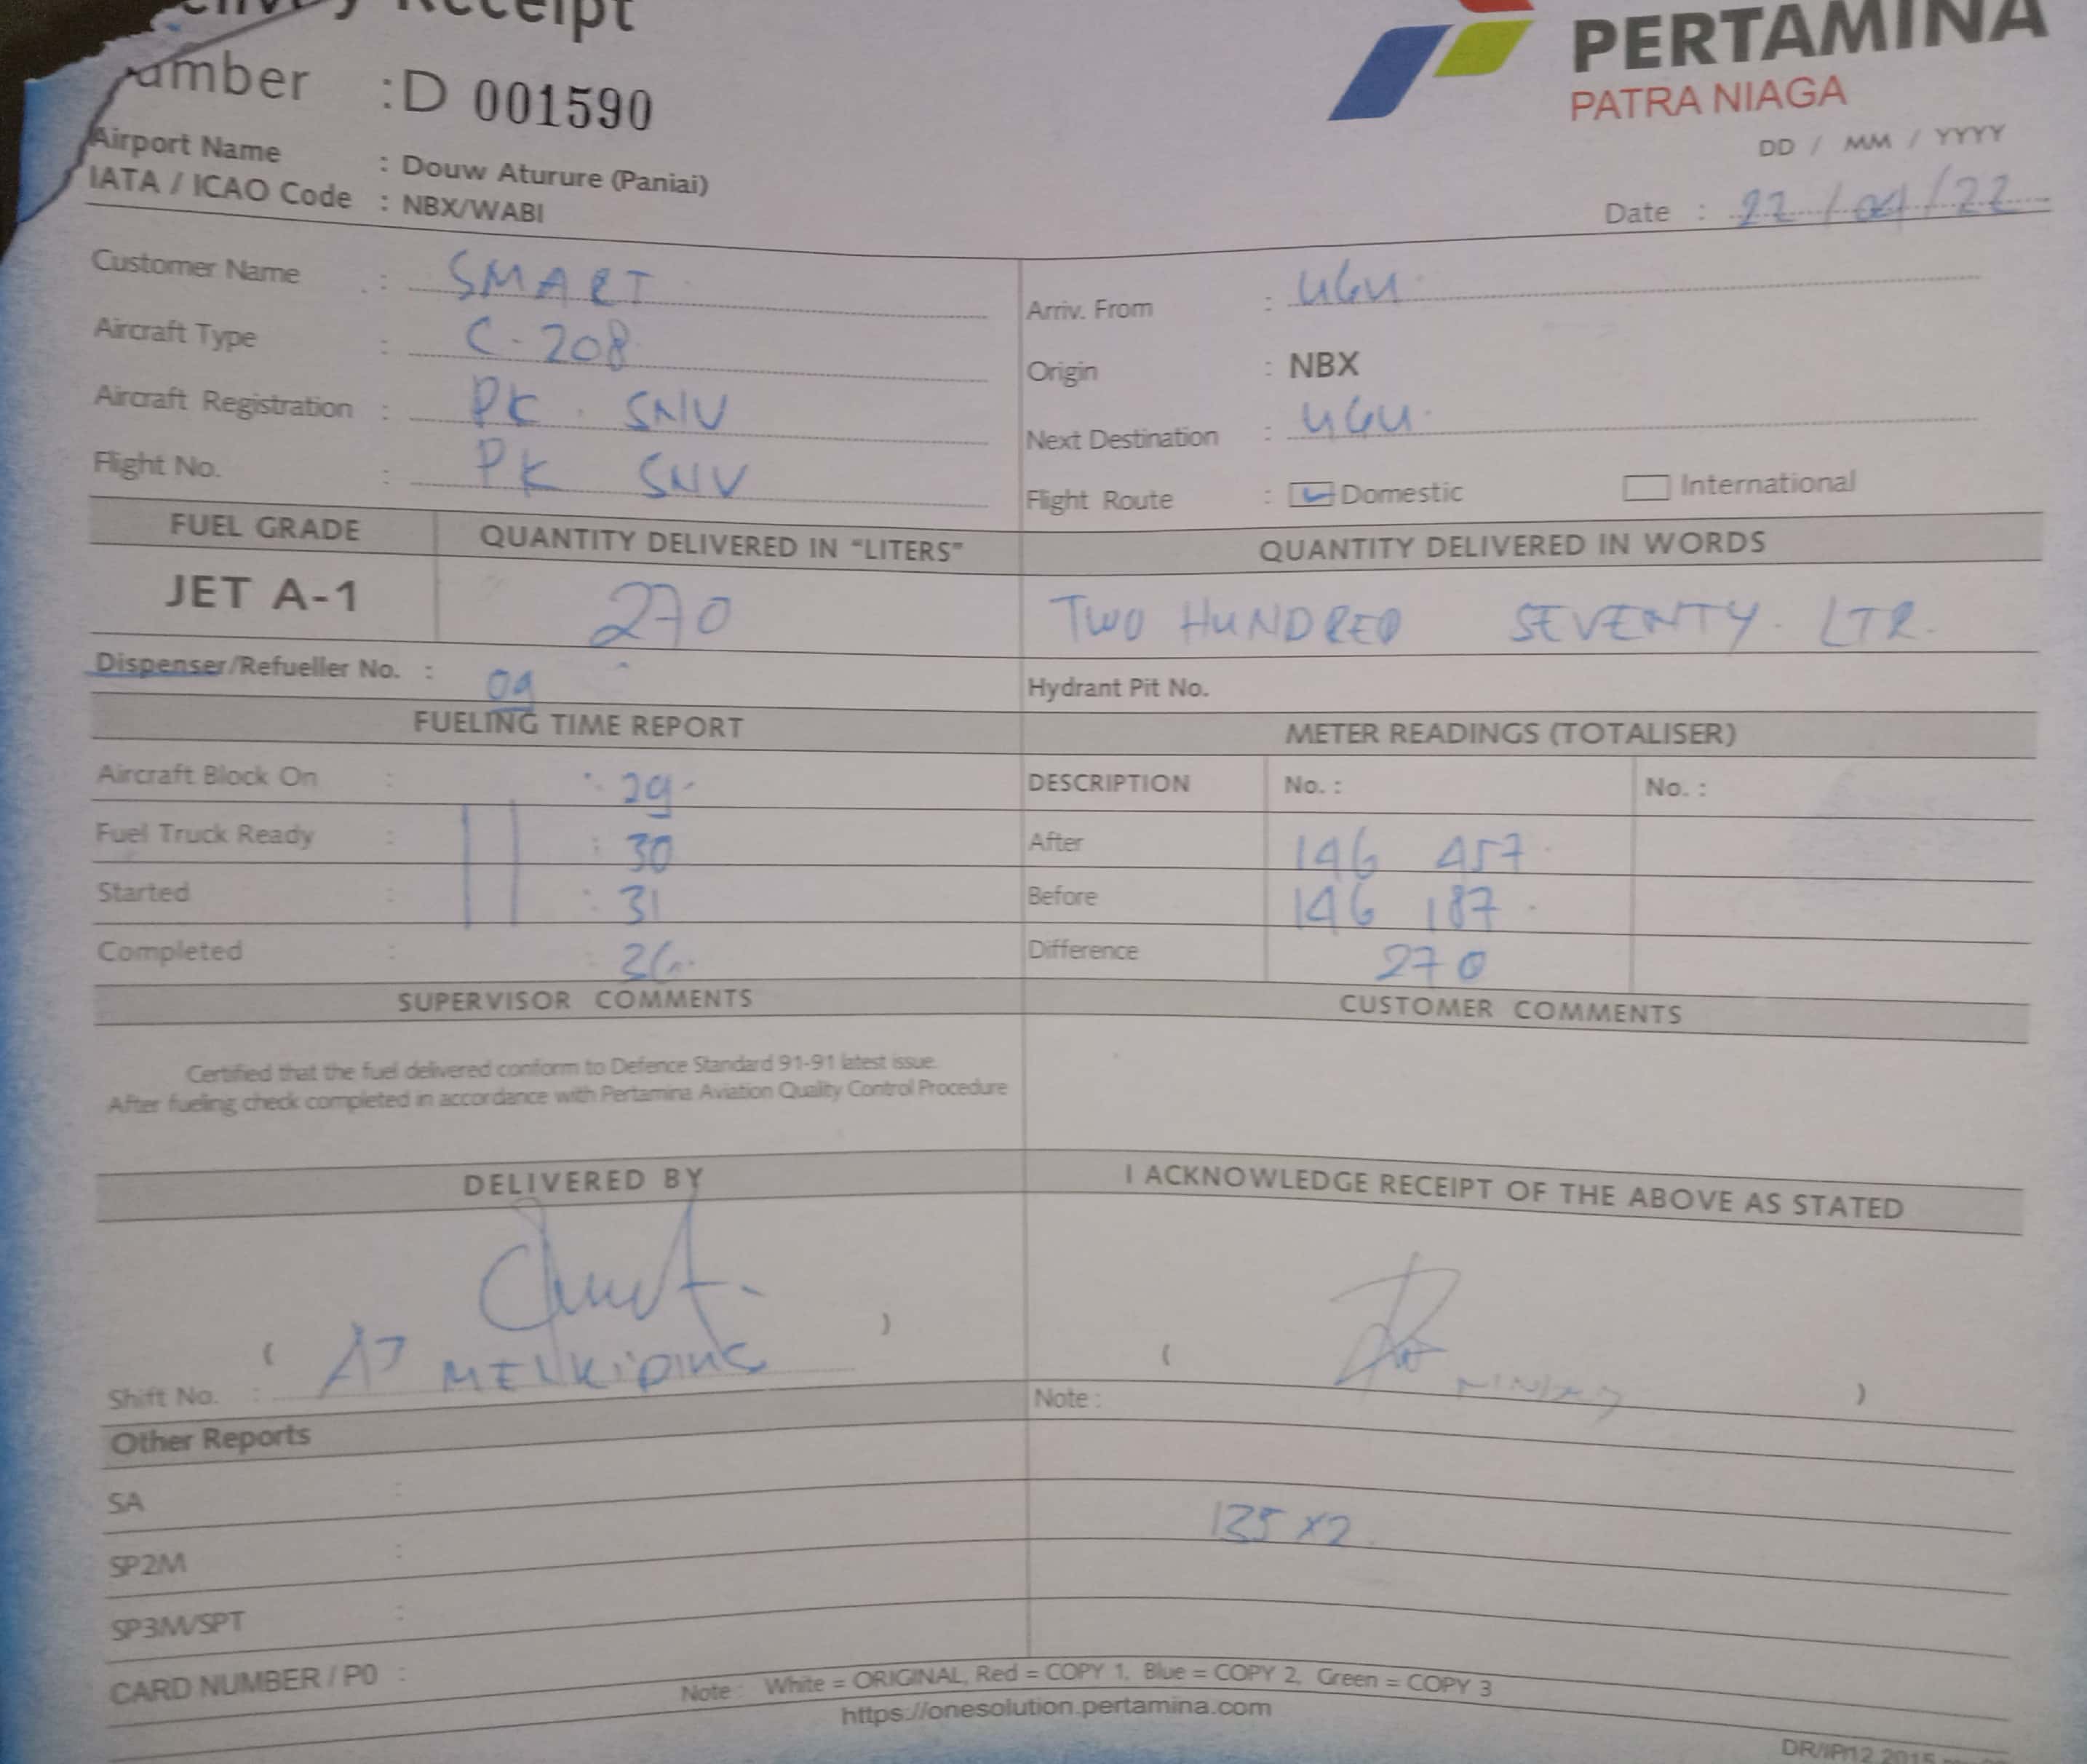 Receipt
PERTAMINA
PATRA NIAGA
:D 001590
DD / MM / YYYY
Airport Name : Douw Aturure (Paniai)
IATA / ICAO Code : NBX/WABI
Date : 22/04/22
Customer Name : SMART
Arriv. From : UGU
Aircraft Type : C-208
Origin : NBX
Aircraft Registration : PK. SNV
Next Destination : UGU
Flight No. : PK SNV
Flight Route : Domestic International
FUEL GRADE QUANTITY DELIVERED IN "LITERS" QUANTITY DELIVERED IN WORDS
JET A-1 270 TWO HUNDRED SEVENTY. LTR.
Dispenser/Refueller No. : 09 Hydrant Pit No.
FUELING TIME REPORT METER READINGS (TOTALISER)
Aircraft Block On : : 29 DESCRIPTION No. : No. :
Fuel Truck Ready : : 30 After 146 457
Started : : 31 Before 146 187
Completed : Difference 270
SUPERVISOR COMMENTS CUSTOMER COMMENTS
Certified that the fuel delivered conform to Defence Standard 91-91 latest issue.
After fueling check completed in accordance with Pertamina Aviation Quality Control Procedure
DELIVERED BY I ACKNOWLEDGE RECEIPT OF THE ABOVE AS STATED
( )
( )
Shift No. :
Note :
Other Reports
SA :
135 x2
SP2M :
SP3M/SPT :
CARD NUMBER / P0 :
Note : White = ORIGINAL, Red = COPY 1, Blue = COPY 2, Green = COPY 3
https://onesolution.pertamina.com